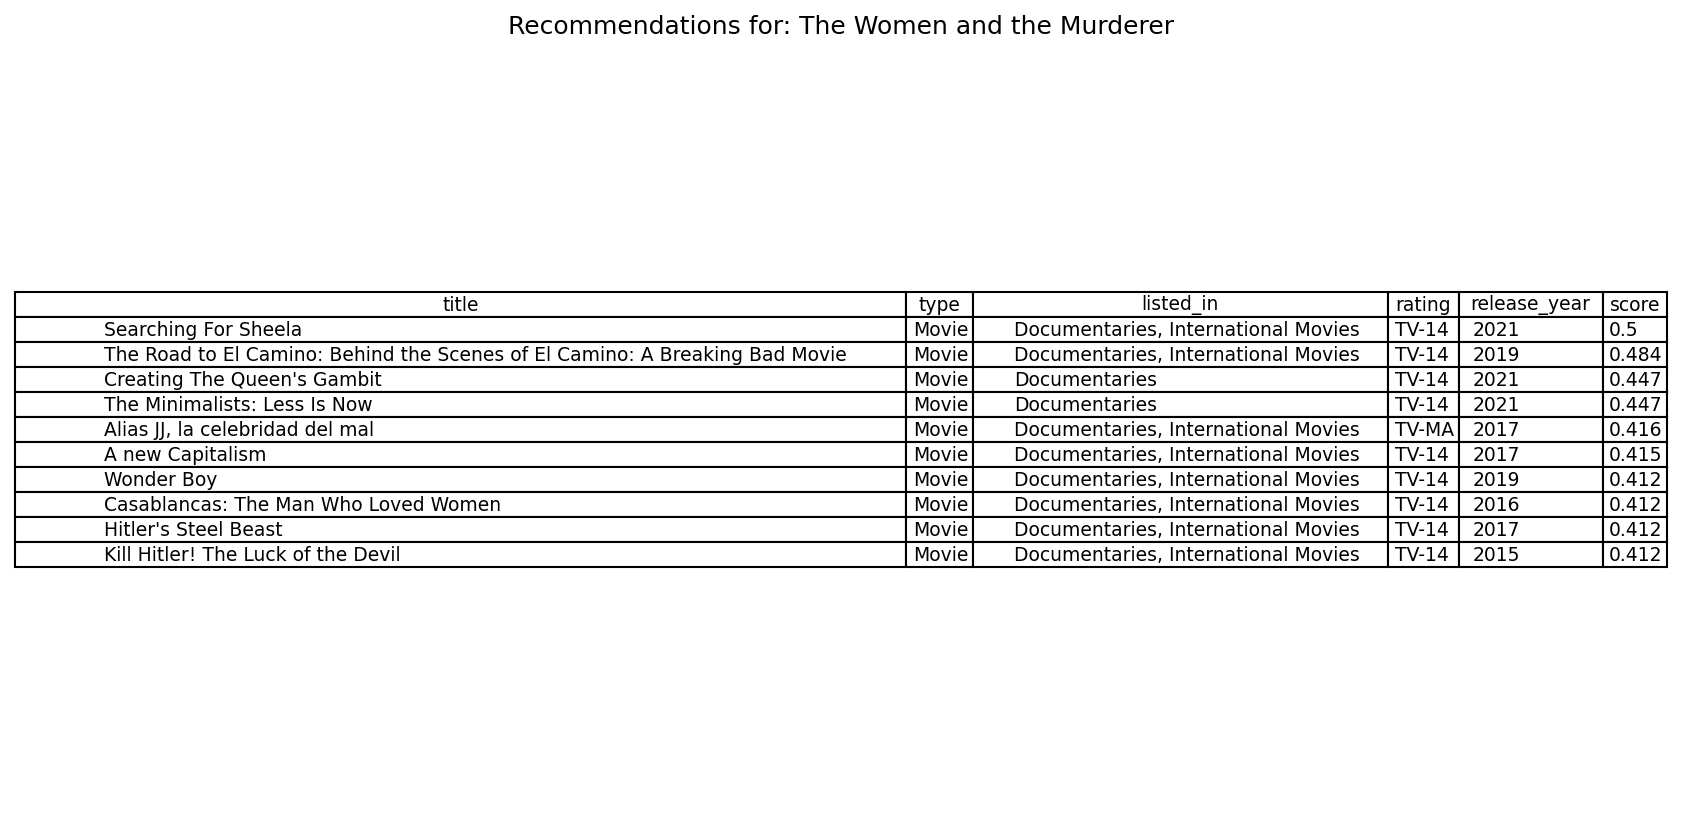 Recommendations for: The Women and the Murderer
title type listed_in rating release_year score
Searching For Sheela Movie Documentaries, International Movies TV-14 2021 0.5
The Road to El Camino: Behind the Scenes of El Camino: A Breaking Bad Movie Movie Documentaries, International Movies TV-14 2019 0.484
Creating The Queen's Gambit Movie Documentaries TV-14 2021 0.447
The Minimalists: Less Is Now Movie Documentaries TV-14 2021 0.447
Alias JJ, la celebridad del mal Movie Documentaries, International Movies TV-MA 2017 0.416
A new Capitalism Movie Documentaries, International Movies TV-14 2017 0.415
Wonder Boy Movie Documentaries, International Movies TV-14 2019 0.412
Casablancas: The Man Who Loved Women Movie Documentaries, International Movies TV-14 2016 0.412
Hitler's Steel Beast Movie Documentaries, International Movies TV-14 2017 0.412
Kill Hitler! The Luck of the Devil Movie Documentaries, International Movies TV-14 2015 0.412